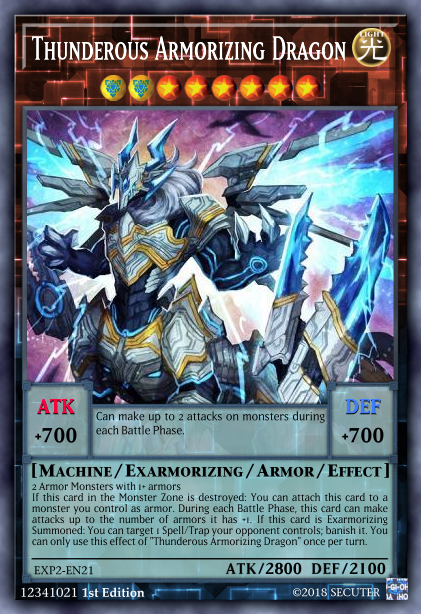 THUNDEROUS ARMORIZING DRAGON
LIGHT
光
ATK
+700
Can make up to 2 attacks on monsters during
each Battle Phase.
DEF
+700
[MACHINE/EXARMORIZING/ARMOR/EFFECT]
2 Armor Monsters with 1+ armors
If this card in the Monster Zone is destroyed: You can attach this card to a
monster you control as armor. During each Battle Phase, this card can make
attacks up to the number of armors it has +1. If this card is Exarmorizing
Summoned: You can target 1 Spell/Trap your opponent controls; banish it. You
can only use this effect of "Thunderous Armorizing Dragon" once per turn.
EXP2-EN21
ATK/2800 DEF/2100
12341021 1st Edition
©2018 SECUTER